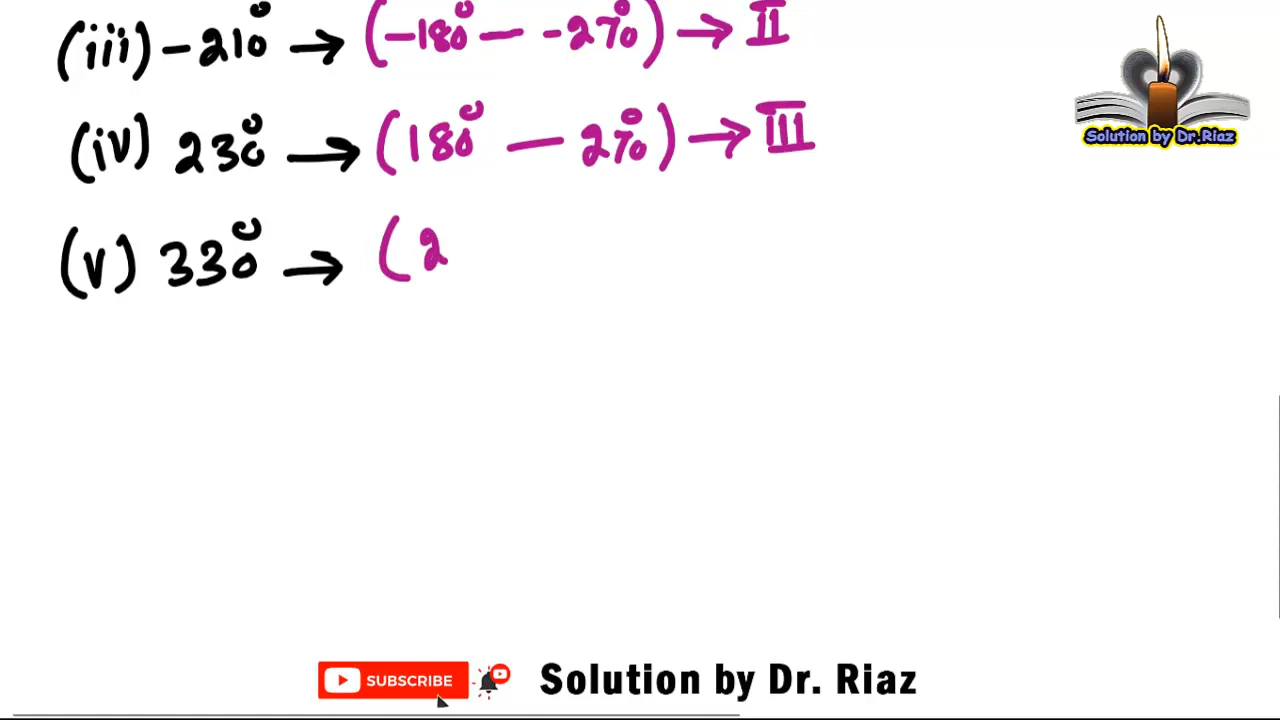 (iii) -210° → (-180° — -270°) → II
(iv) 230° → (180° — 270°) → III
(v) 330° → (2
Solution by Dr.Riaz
SUBSCRIBE
Solution by Dr. Riaz